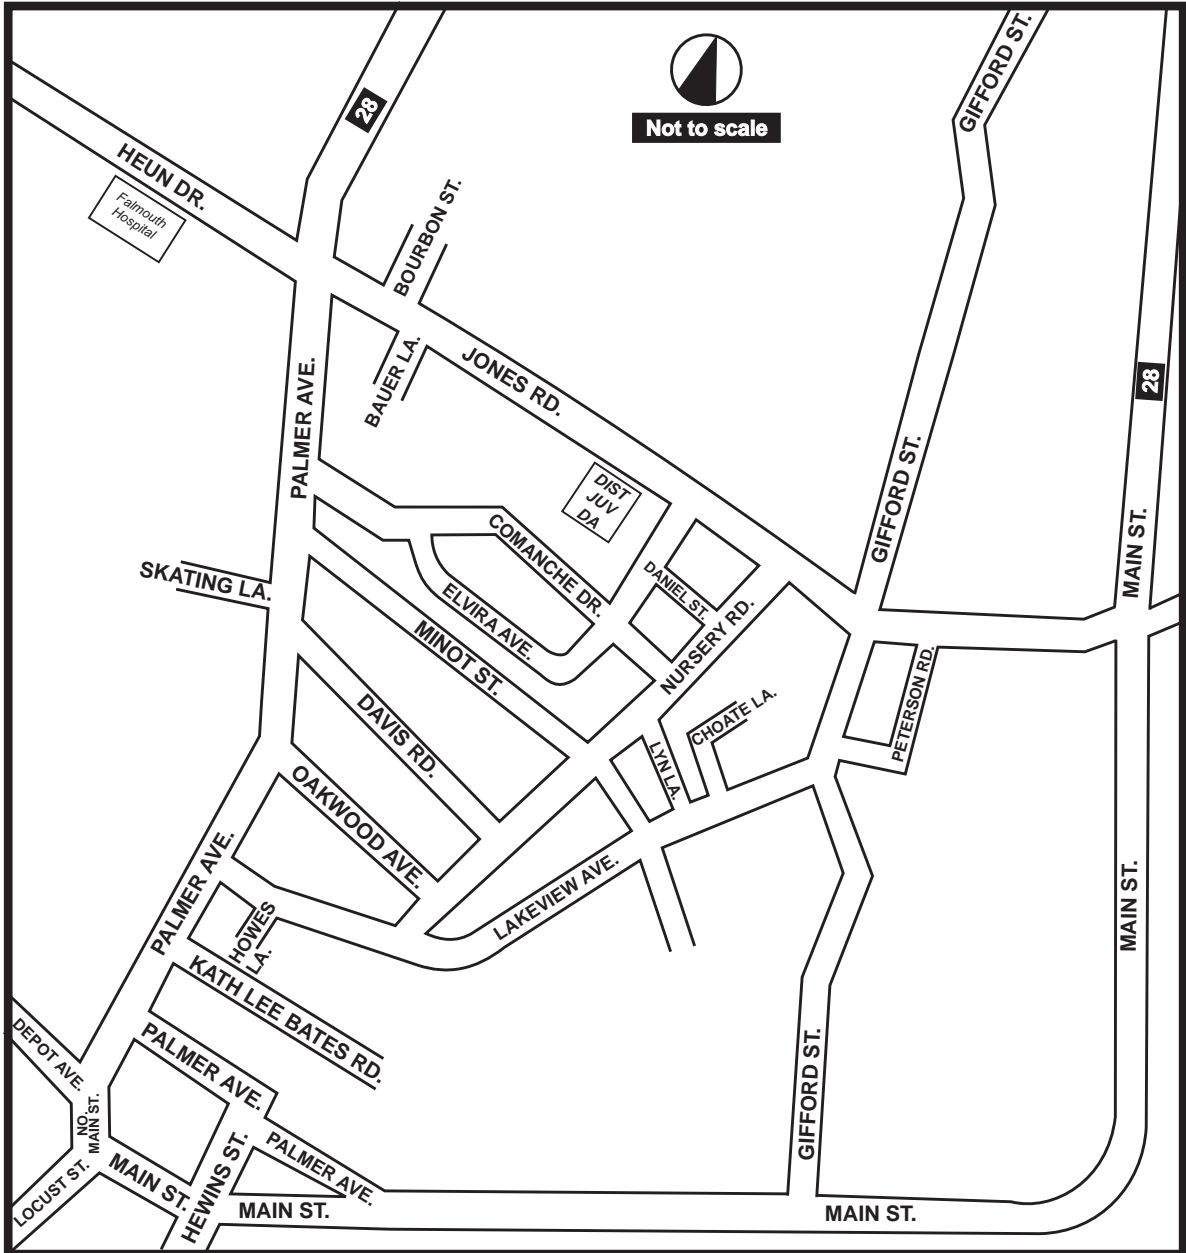 28
GIFFORD ST.
Not to scale
HEUN DR.
Falmouth
Hospital
BOURBON ST.
BAUER LA.
JONES RD.
PALMER AVE.
28
GIFFORD ST.
DIST
JUV
DA
COMANCHE DR.
MAIN ST.
SKATING LA.
DANIEL ST.
ELVIRA AVE.
NURSERY RD.
MINOT ST.
PETERSON RD.
CHOATE LA.
DAVIS RD.
LYN LA.
OAKWOOD AVE.
PALMER AVE.
LAKEVIEW AVE.
MAIN ST.
HOWES
LA.
KATH LEE BATES RD.
DEPOT AVE.
PALMER AVE.
GIFFORD ST.
NO.
MAIN ST.
PALMER AVE.
LOCUST ST.
MAIN ST.
HEWINS ST.
MAIN ST.
MAIN ST.